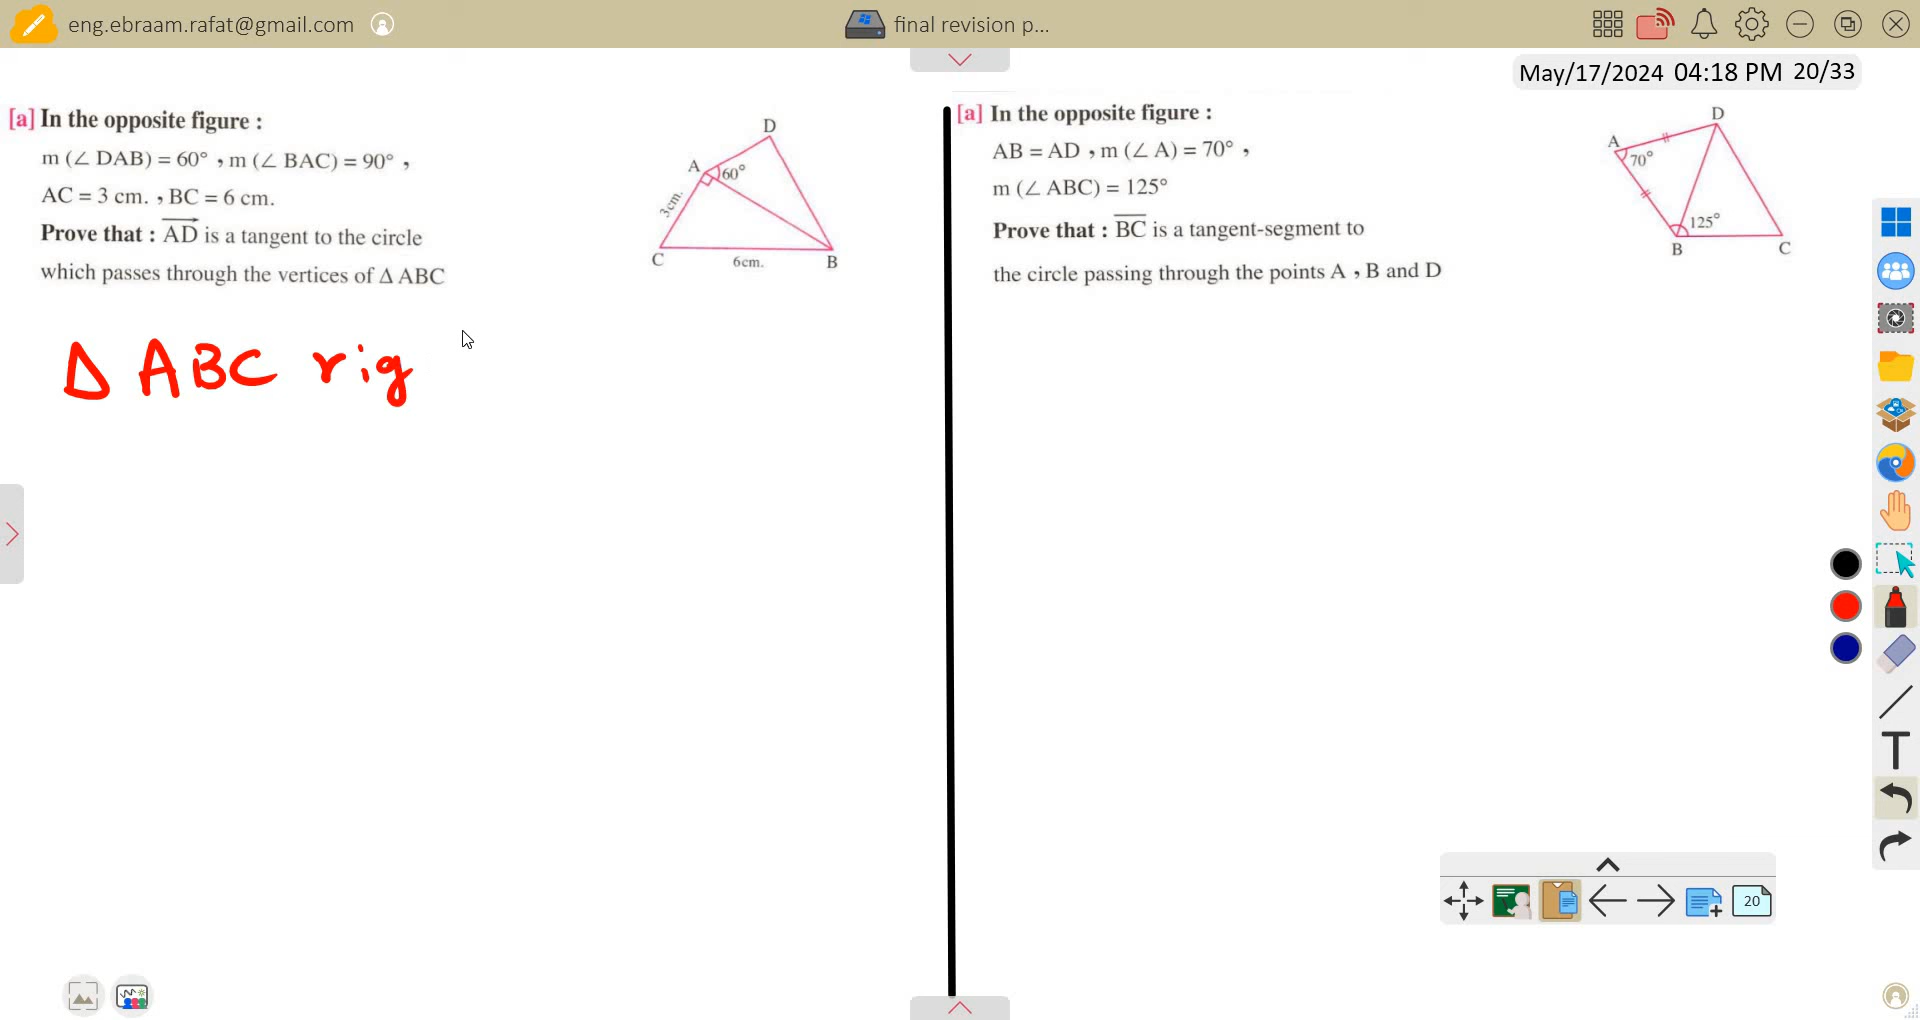 eng.ebraam.rafat@gmail.com
final revision p...
May/17/2024 04:18 PM 20/33
[a] In the opposite figure :
m (∠ DAB) = 60° , m (∠ BAC) = 90° ,
AC = 3 cm. , BC = 6 cm.
Prove that : AD is a tangent to the circle
which passes through the vertices of Δ ABC
D
A
60°
3cm.
C
6cm.
B
Δ ABC rig
[a] In the opposite figure :
AB = AD , m (∠ A) = 70° ,
m (∠ ABC) = 125°
Prove that : BC is a tangent-segment to
the circle passing through the points A , B and D
D
A
70°
125°
B
C
T
20